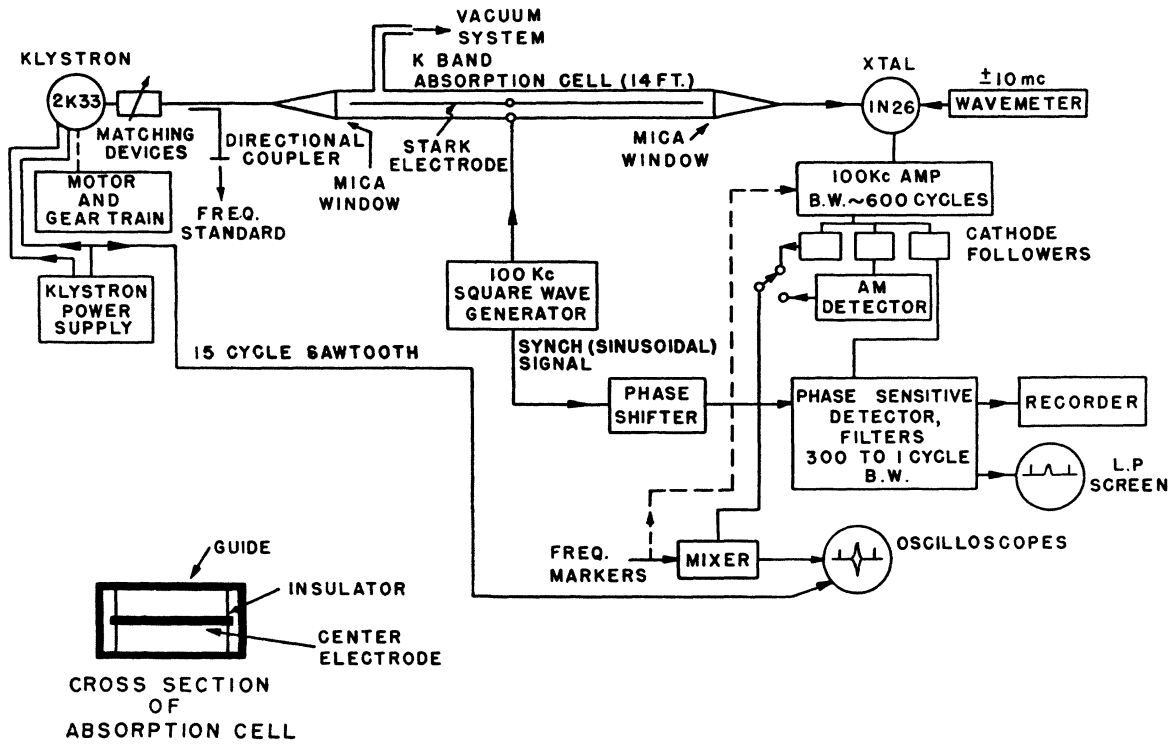 VACUUM
SYSTEM
KLYSTRON
2K33
K BAND
ABSORPTION CELL (14 FT.)
XTAL
1N26
±10mc
WAVEMETER
MATCHING
DEVICES
DIRECTIONAL
COUPLER
STARK
ELECTRODE
MICA
WINDOW
MICA
WINDOW
MOTOR
AND
GEAR TRAIN
FREQ.
STANDARD
100Kc AMP
B.W.~600 CYCLES
CATHODE
FOLLOWERS
KLYSTRON
POWER
SUPPLY
100 Kc
SQUARE WAVE
GENERATOR
AM
DETECTOR
15 CYCLE SAWTOOTH
SYNCH (SINUSOIDAL)
SIGNAL
PHASE
SHIFTER
PHASE SENSITIVE
DETECTOR,
FILTERS
300 TO 1 CYCLE
B.W.
RECORDER
L.P
SCREEN
FREQ.
MARKERS
MIXER
OSCILLOSCOPES
GUIDE
INSULATOR
CENTER
ELECTRODE
CROSS SECTION
OF
ABSORPTION CELL